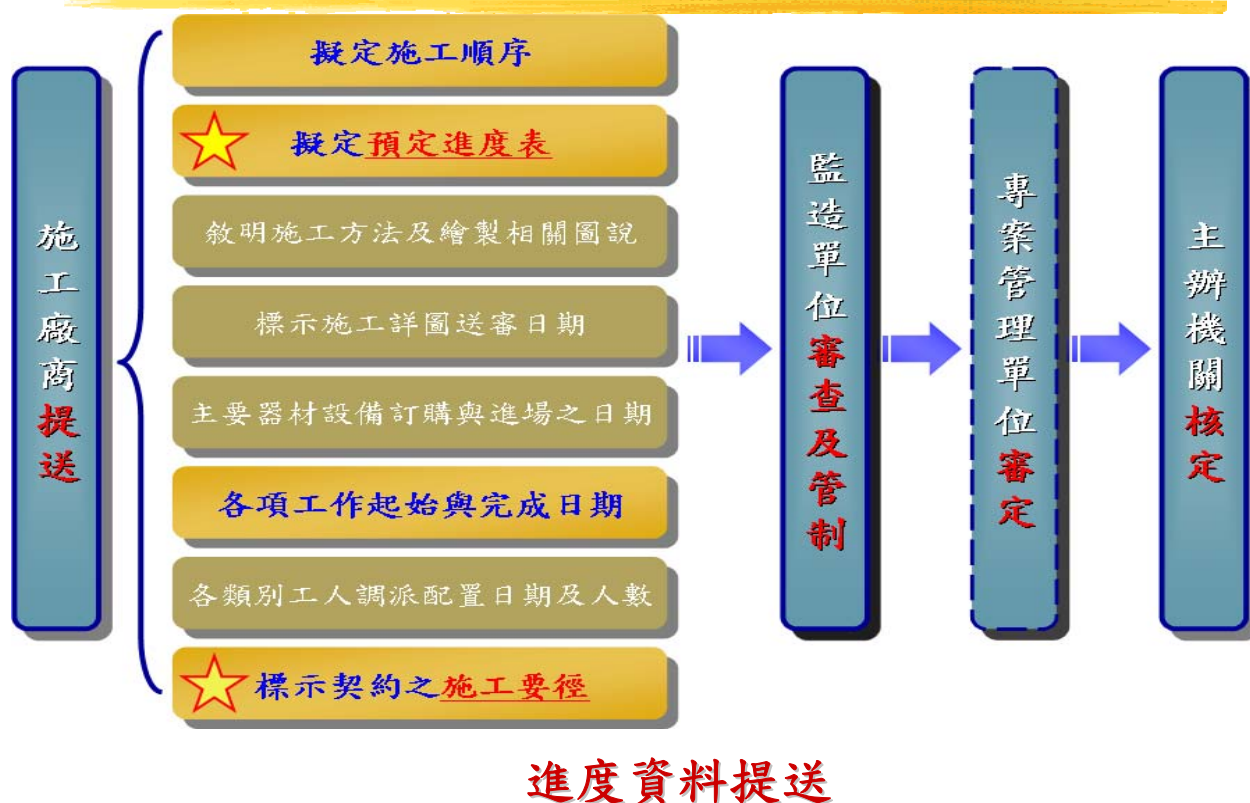 施工廠商提送
擬定施工順序
擬定預定進度表
敘明施工方法及繪製相關圖說
標示施工詳圖送審日期
主要器材設備訂購與進場之日期
各項工作起始與完成日期
各類別工人調派配置日期及人數
標示契約之施工要徑
監造單位審查及管制
專案管理單位審定
主辦機關核定
進度資料提送